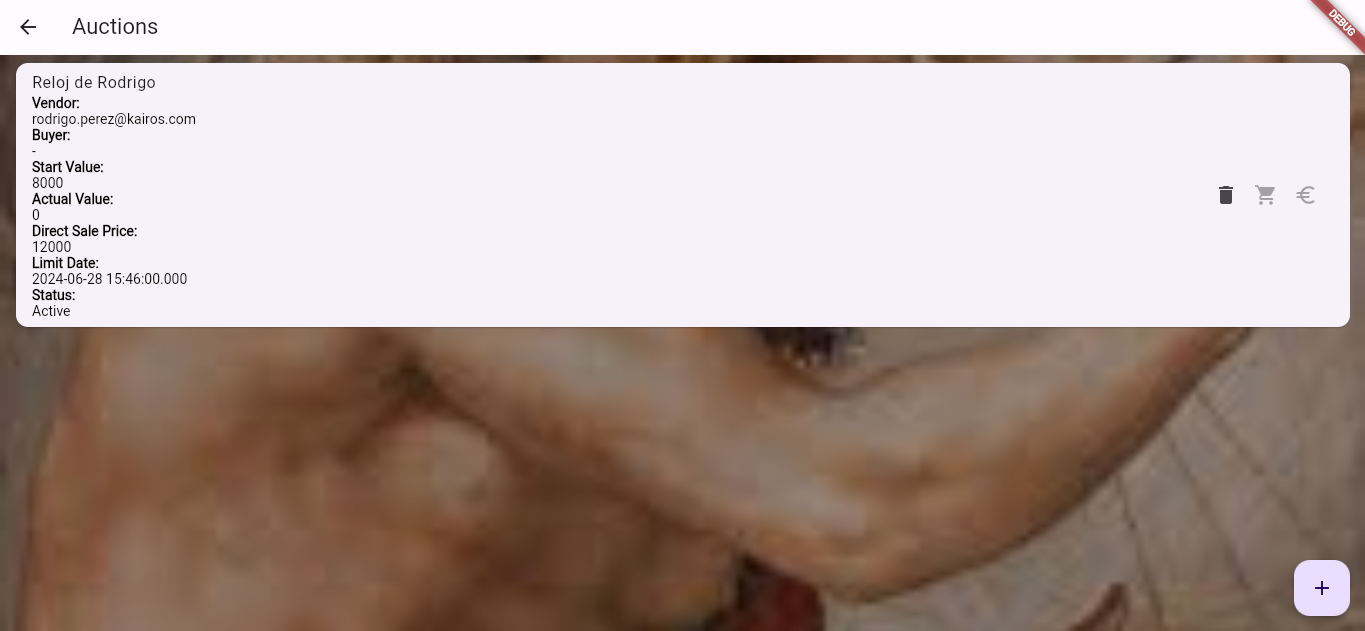 Auctions
DEBUG
Reloj de Rodrigo
Vendor:
rodrigo.perez@kairos.com
Buyer:
-
Start Value:
8000
Actual Value:
0
Direct Sale Price:
12000
Limit Date:
2024-06-28 15:46:00.000
Status:
Active